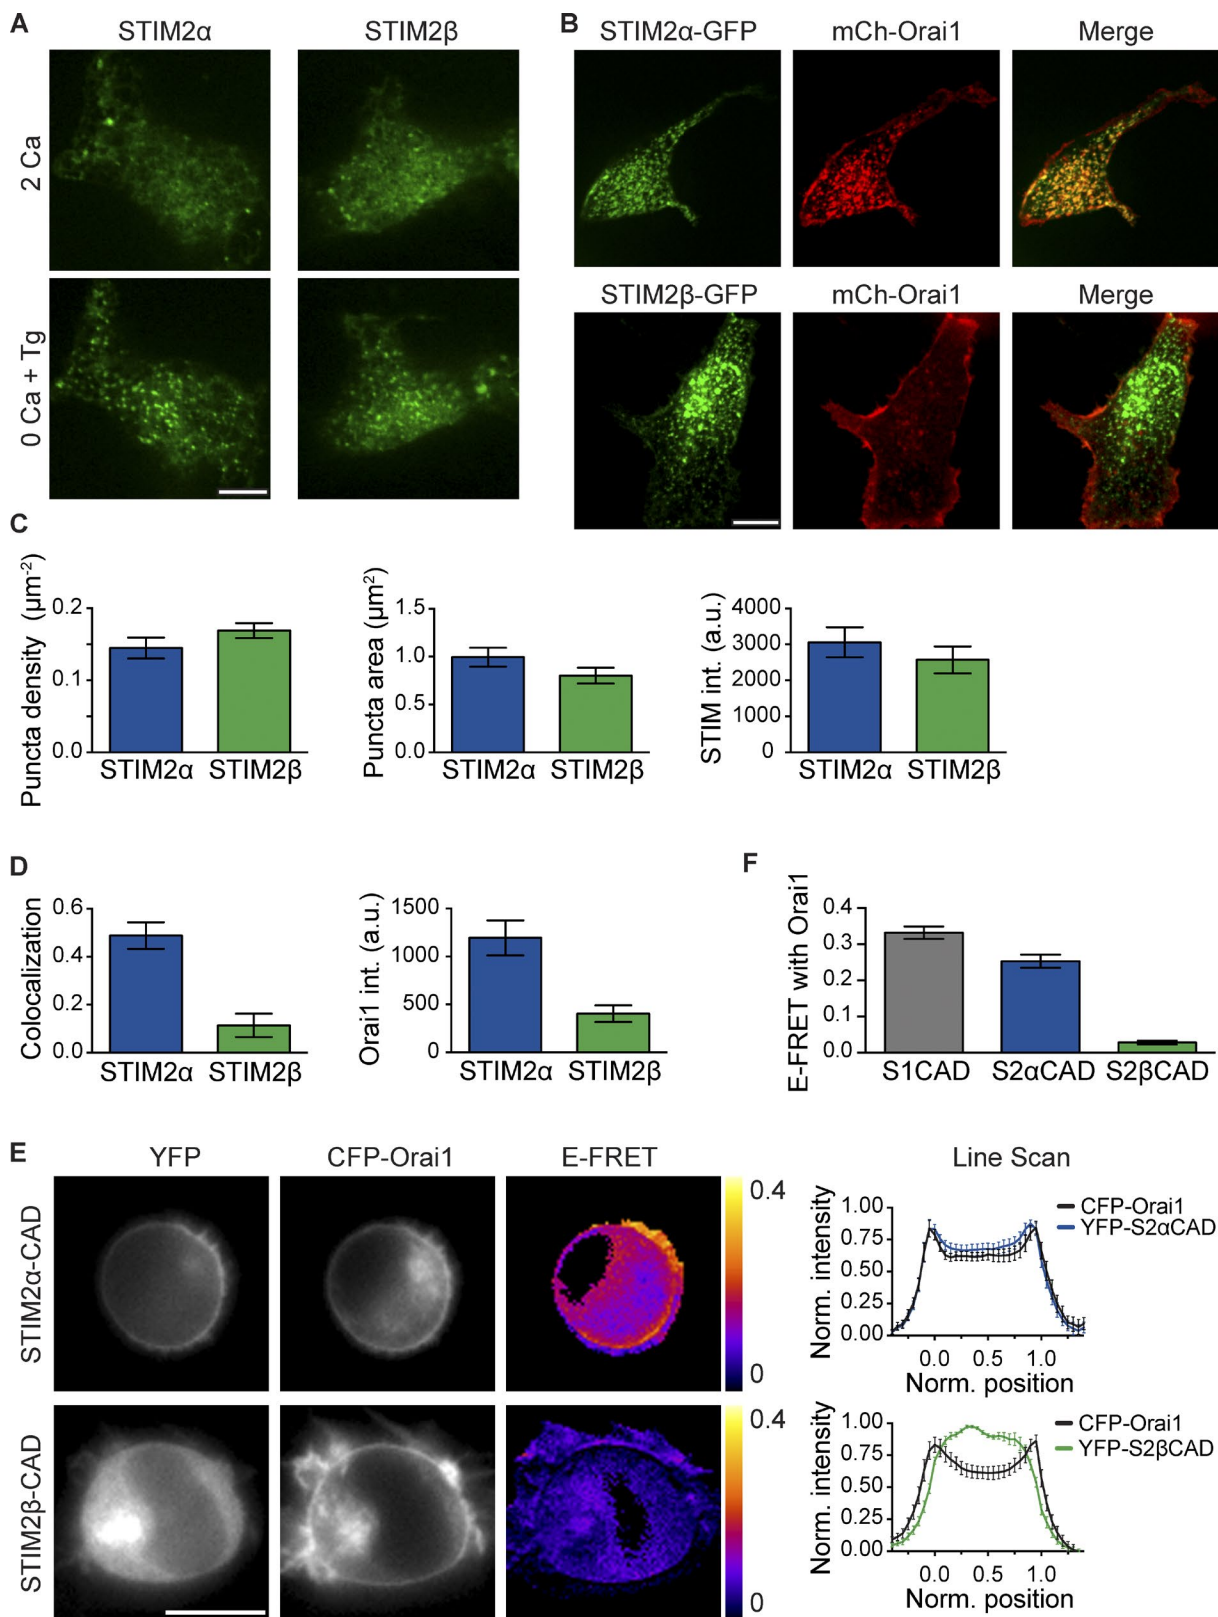 A
STIM2α
STIM2β
2 Ca
0 Ca + Tg
B
STIM2α-GFP
mCh-Orai1
Merge
STIM2β-GFP
mCh-Orai1
Merge
C
Puncta density (µm-2)
0.2
0.1
0.0
STIM2α
STIM2β
Puncta area (µm2)
1.5
1.0
0.5
0.0
STIM2α
STIM2β
STIM int. (a.u.)
4000
3000
2000
1000
0
STIM2α
STIM2β
D
Colocalization
0.6
0.4
0.2
0.0
STIM2α
STIM2β
Orai1 int. (a.u.)
1500
1000
500
0
STIM2α
STIM2β
F
E-FRET with Orai1
0.4
0.3
0.2
0.1
0.0
S1CAD
S2αCAD
S2βCAD
E
YFP
CFP-Orai1
E-FRET
Line Scan
STIM2α-CAD
0.4
0
Norm. intensity
1.00
0.75
0.50
0.25
0.00
CFP-Orai1
YFP-S2αCAD
0.0
0.5
1.0
Norm. position
STIM2β-CAD
0.4
0
Norm. intensity
1.00
0.75
0.50
0.25
0.00
CFP-Orai1
YFP-S2βCAD
0.0
0.5
1.0
Norm. position